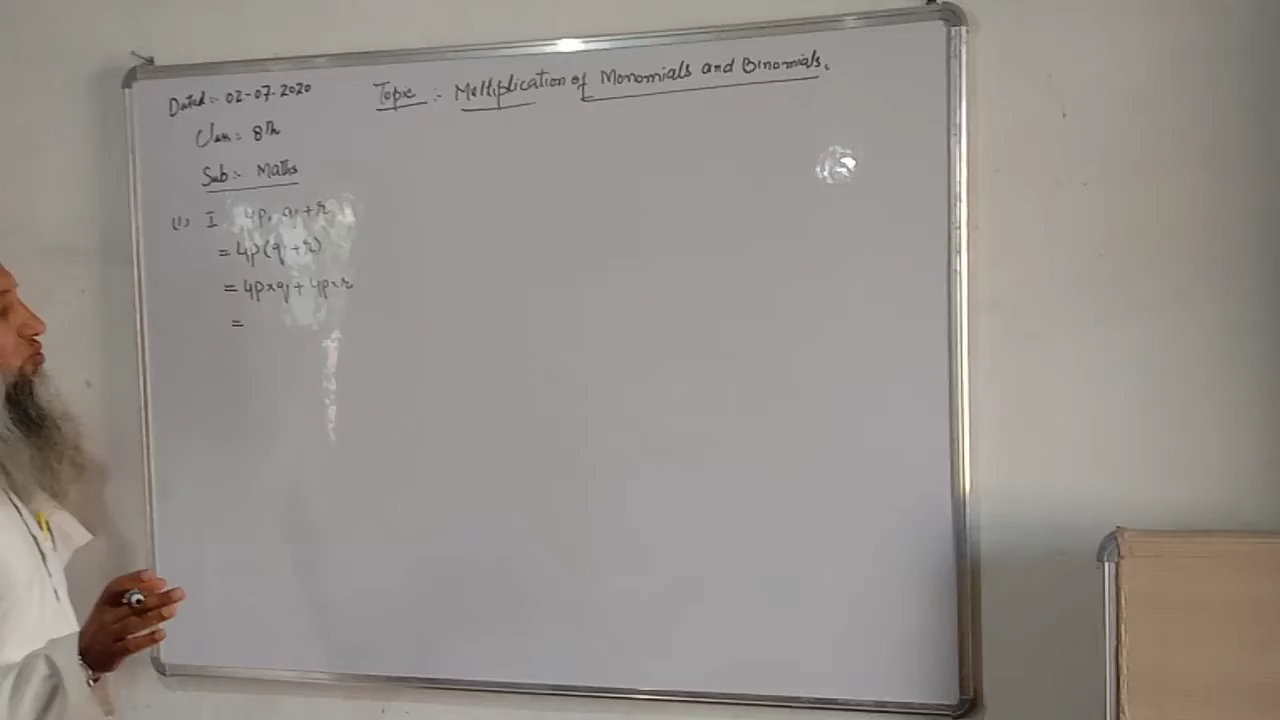 Dated:- 02-07-2020
Topic :- Multiplication of Monomials and Binomials.
Class:- 8th
Sub:- Maths
(1) I 4p, q+r
= 4p(q+r)
= 4p×q+4p×r
=